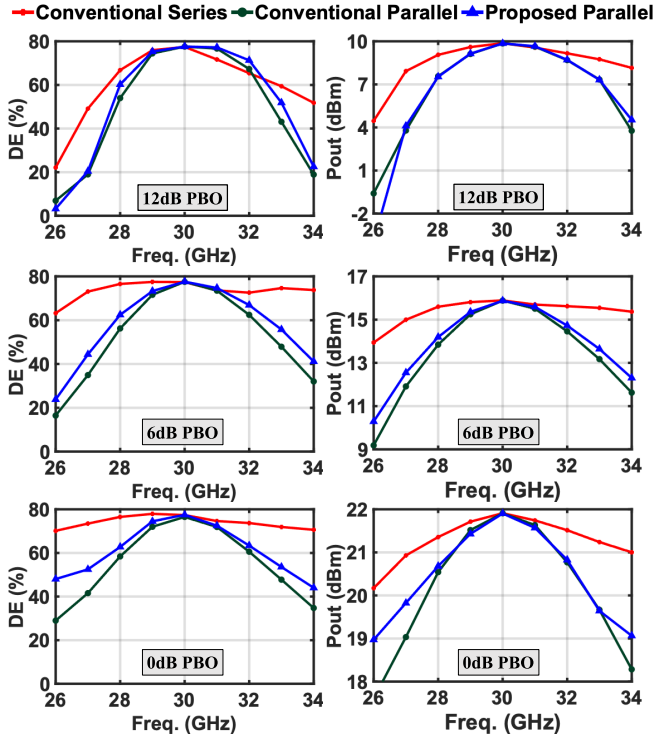 Conventional Series Conventional Parallel Proposed Parallel
80
60
40
20
0
DE (%)
12dB PBO
26 28 30 32 34
Freq. (GHz)
10
7
4
1
-2
Pout (dBm)
12dB PBO
26 28 30 32 34
Freq (GHz)
80
60
40
20
0
DE (%)
6dB PBO
26 28 30 32 34
Freq. (GHz)
17
15
13
11
9
Pout (dBm)
6dB PBO
26 28 30 32 34
Freq. (GHz)
80
60
40
20
0
DE (%)
0dB PBO
26 28 30 32 34
Freq. (GHz)
22
21
20
19
18
Pout (dBm)
0dB PBO
26 28 30 32 34
Freq. (GHz)